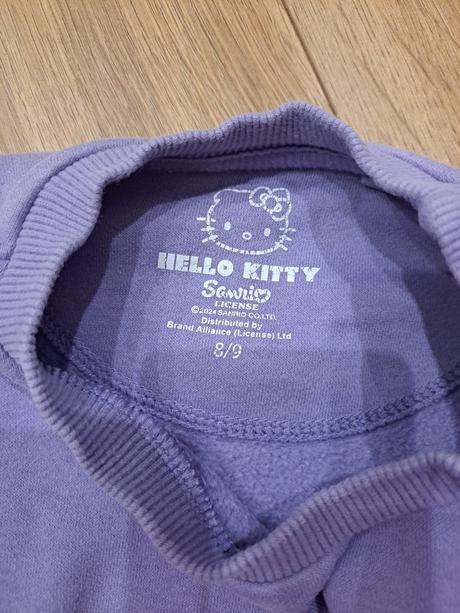 HELLO KITTY
Sanrio
LICENSE
©2024 SANRIO CO.LTD.
Distributed by
Brand Alliance (License) Ltd
8/9